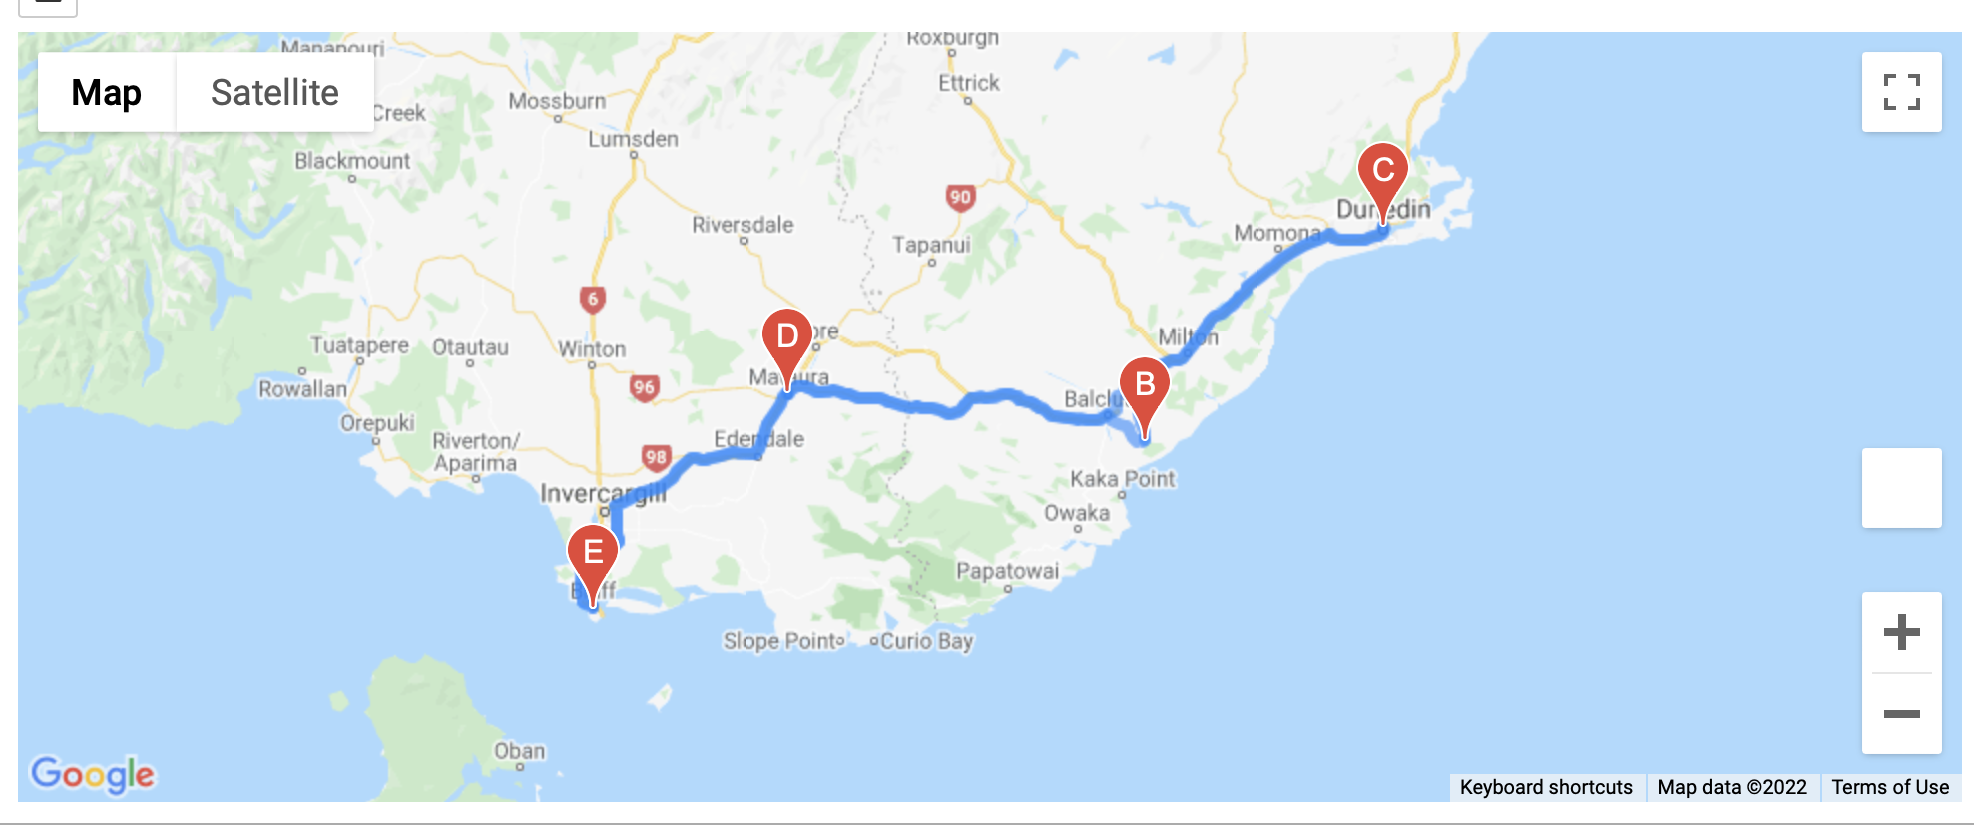 Manapouri
Roxburgh
Map
Satellite
Creek
Mossburn
Ettrick
Lumsden
Blackmount
C
90
Dunedin
Riversdale
Momona
Tapanui
6
D
ore
Milton
Tuatapere
Otautau
Winton
Mataura
B
Rowallan
96
Balclu
Orepuki
Edendale
Riverton/
Aparima
98
Kaka Point
Invercargill
Owaka
E
Papatowai
Bluff
Slope Point
Curio Bay
Oban
Google
Keyboard shortcuts
Map data ©2022
Terms of Use